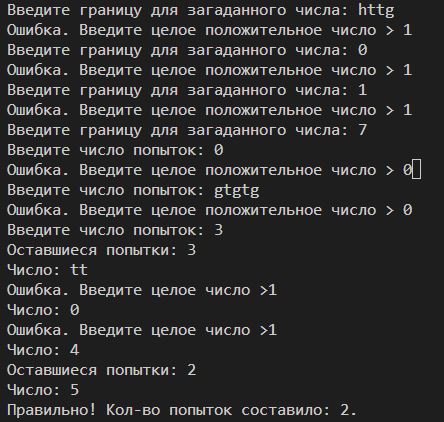 Введите границу для загаданного числа: httg
Ошибка. Введите целое положительное число > 1
Введите границу для загаданного числа: 0
Ошибка. Введите целое положительное число > 1
Введите границу для загаданного числа: 1
Ошибка. Введите целое положительное число > 1
Введите границу для загаданного числа: 7
Введите число попыток: 0
Ошибка. Введите целое положительное число > 0
Введите число попыток: gtgtg
Ошибка. Введите целое положительное число > 0
Введите число попыток: 3
Оставшиеся попытки: 3
Число: tt
Ошибка. Введите целое число >1
Число: 0
Ошибка. Введите целое число >1
Число: 4
Оставшиеся попытки: 2
Число: 5
Правильно! Кол-во попыток составило: 2.